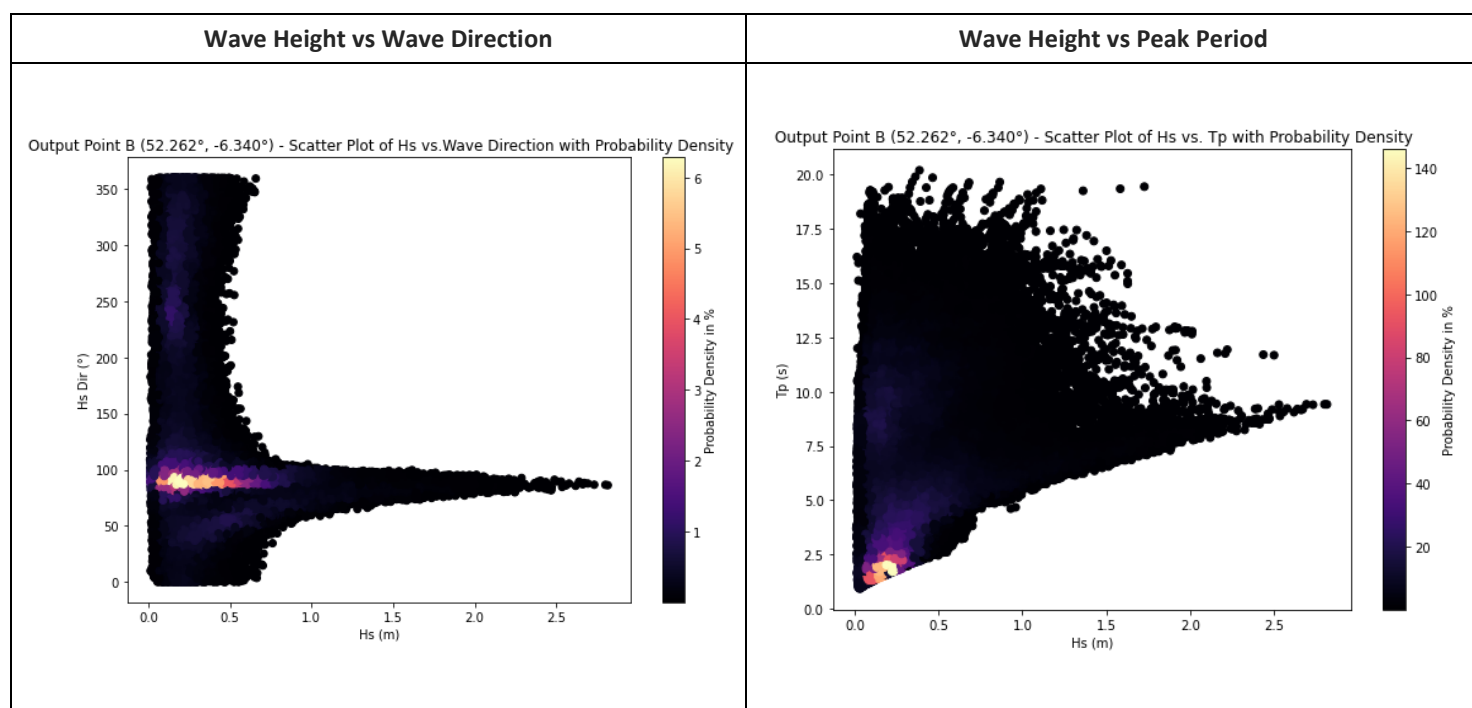 Wave Height vs Wave Direction
Wave Height vs Peak Period
Output Point B (52.262°, -6.340°) - Scatter Plot of Hs vs.Wave Direction with Probability Density
350
300
250
200
150
100
50
0
Hs Dir (°)
0.0 0.5 1.0 1.5 2.0 2.5
Hs (m)
6
5
4
3
2
1
Probability Density in %
Output Point B (52.262°, -6.340°) - Scatter Plot of Hs vs. Tp with Probability Density
20.0
17.5
15.0
12.5
10.0
7.5
5.0
2.5
0.0
Tp (s)
0.0 0.5 1.0 1.5 2.0 2.5
Hs (m)
140
120
100
80
60
40
20
Probability Density in %